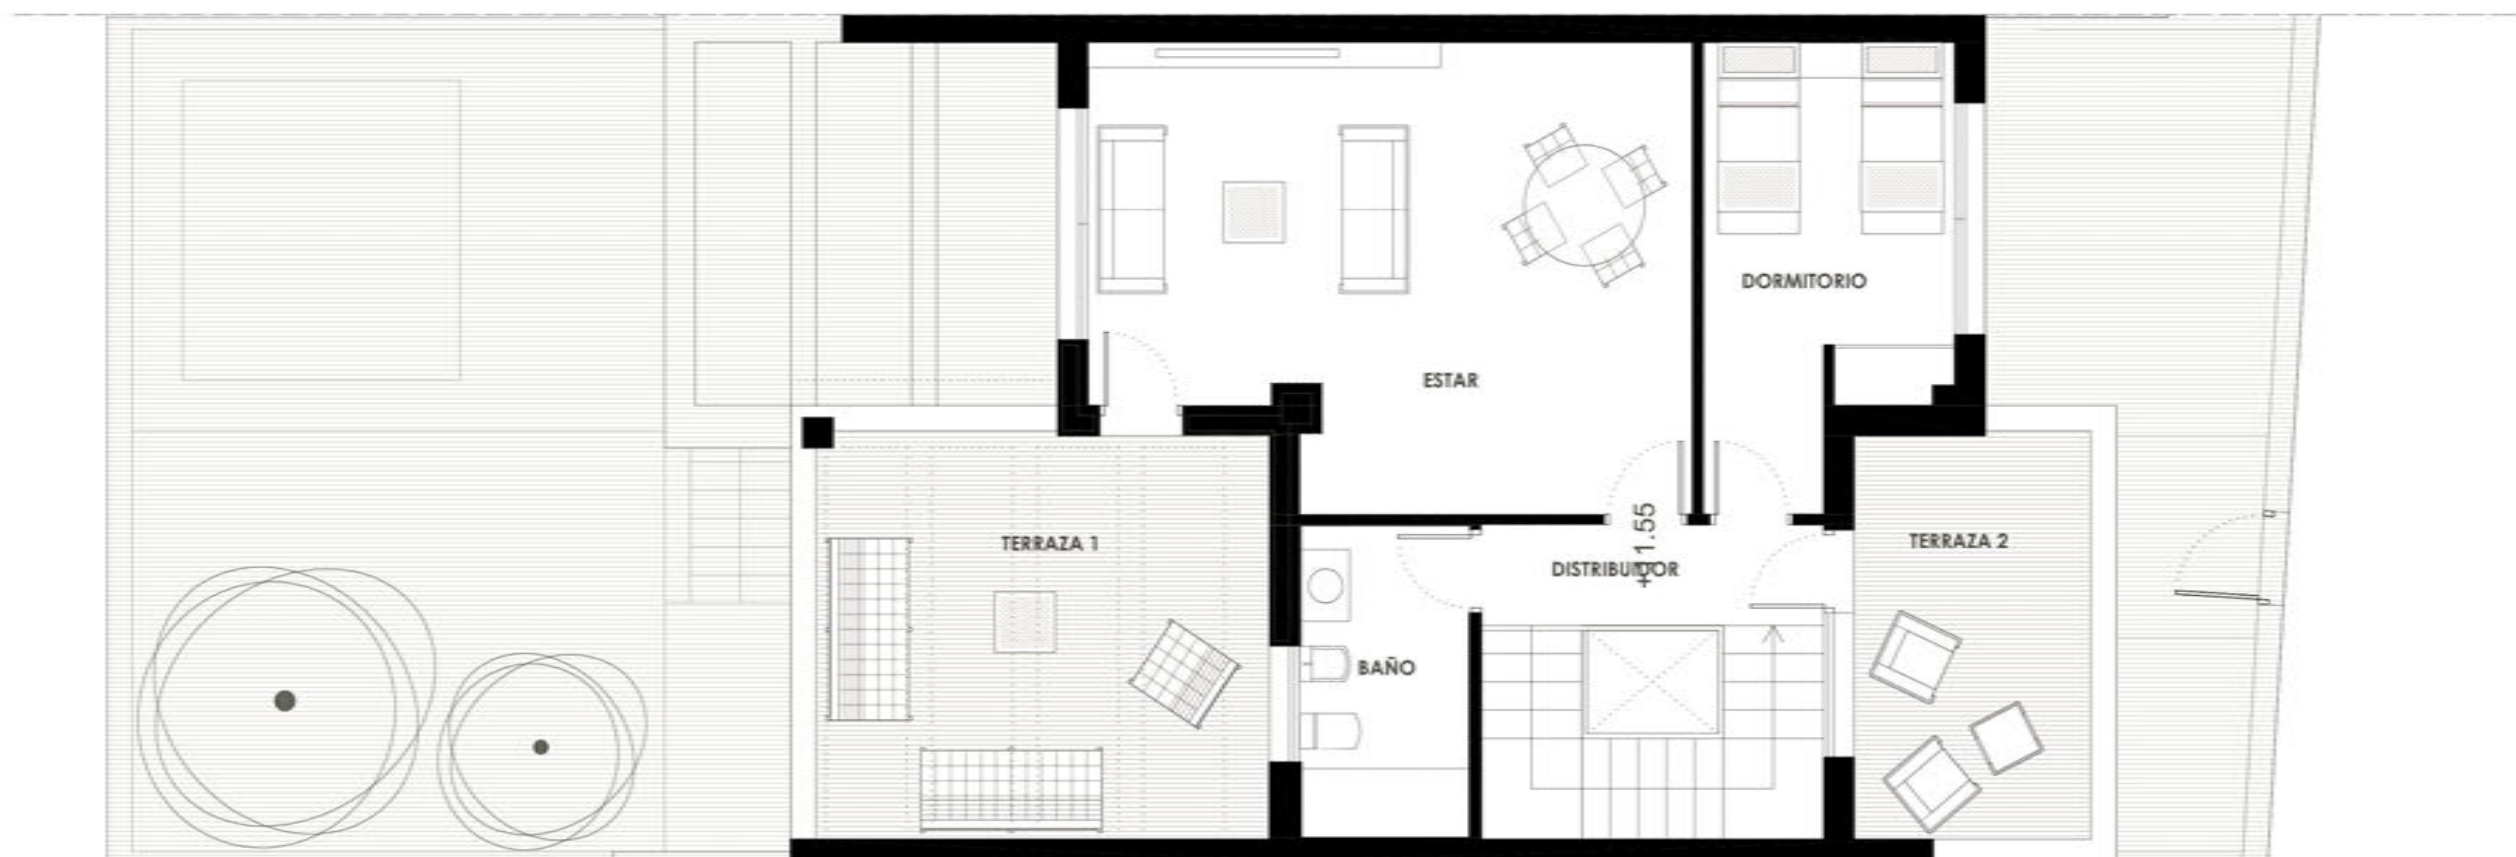 DORMITORIO
ESTAR
TERRAZA 1
TERRAZA 2
DISTRIBUIDOR
+ 1.55
BAÑO